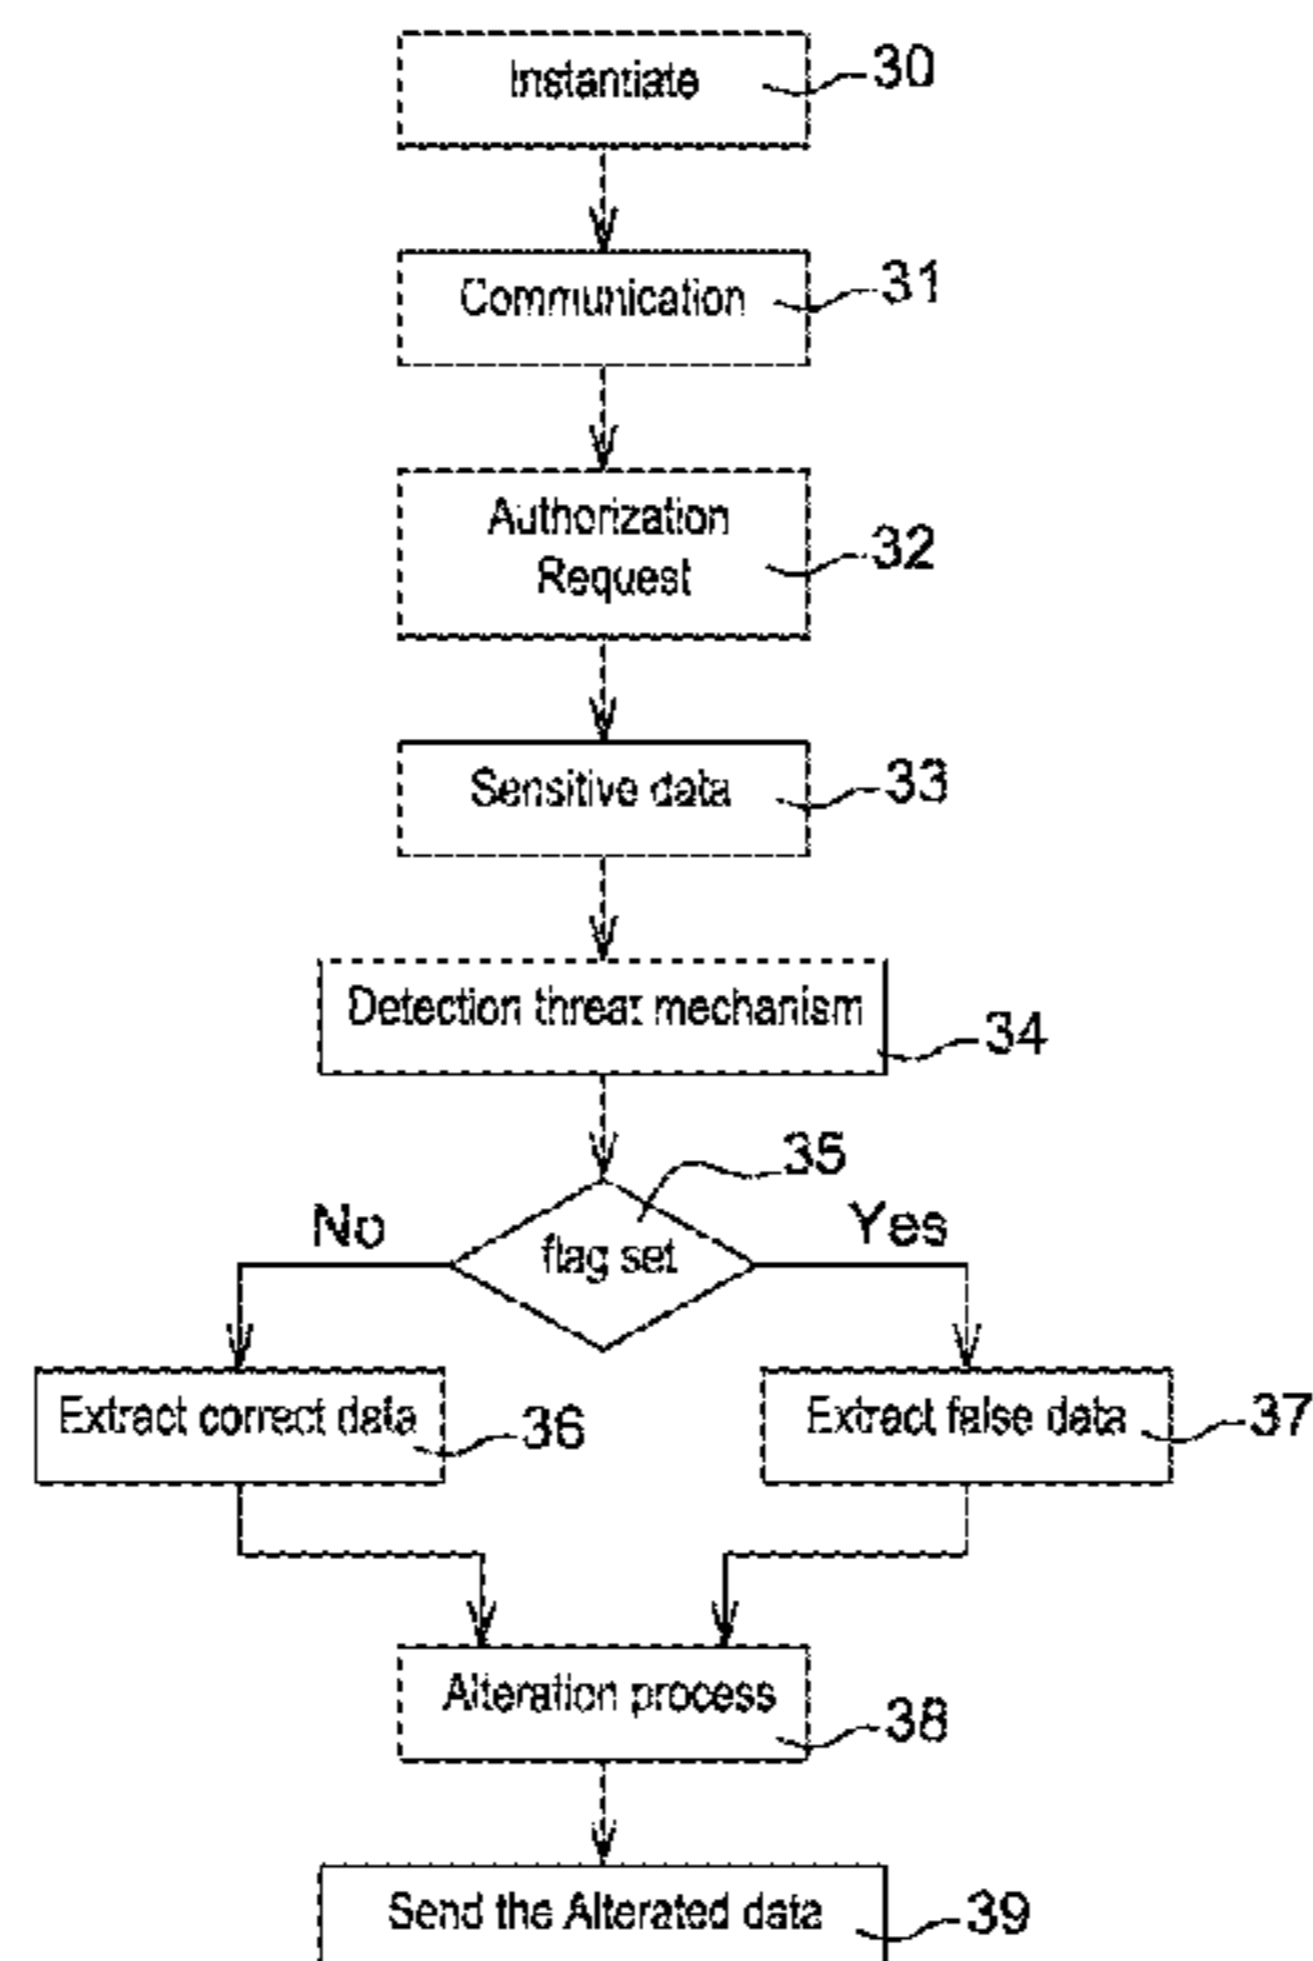 Instantiate
30
Communication
31
Authorization
Request
32
Sensitive data
33
Detection threat mechanism
34
35
No
flag set
Yes
Extract correct data
36
Extract false data
37
Alteration process
38
Send the Alterated data
39